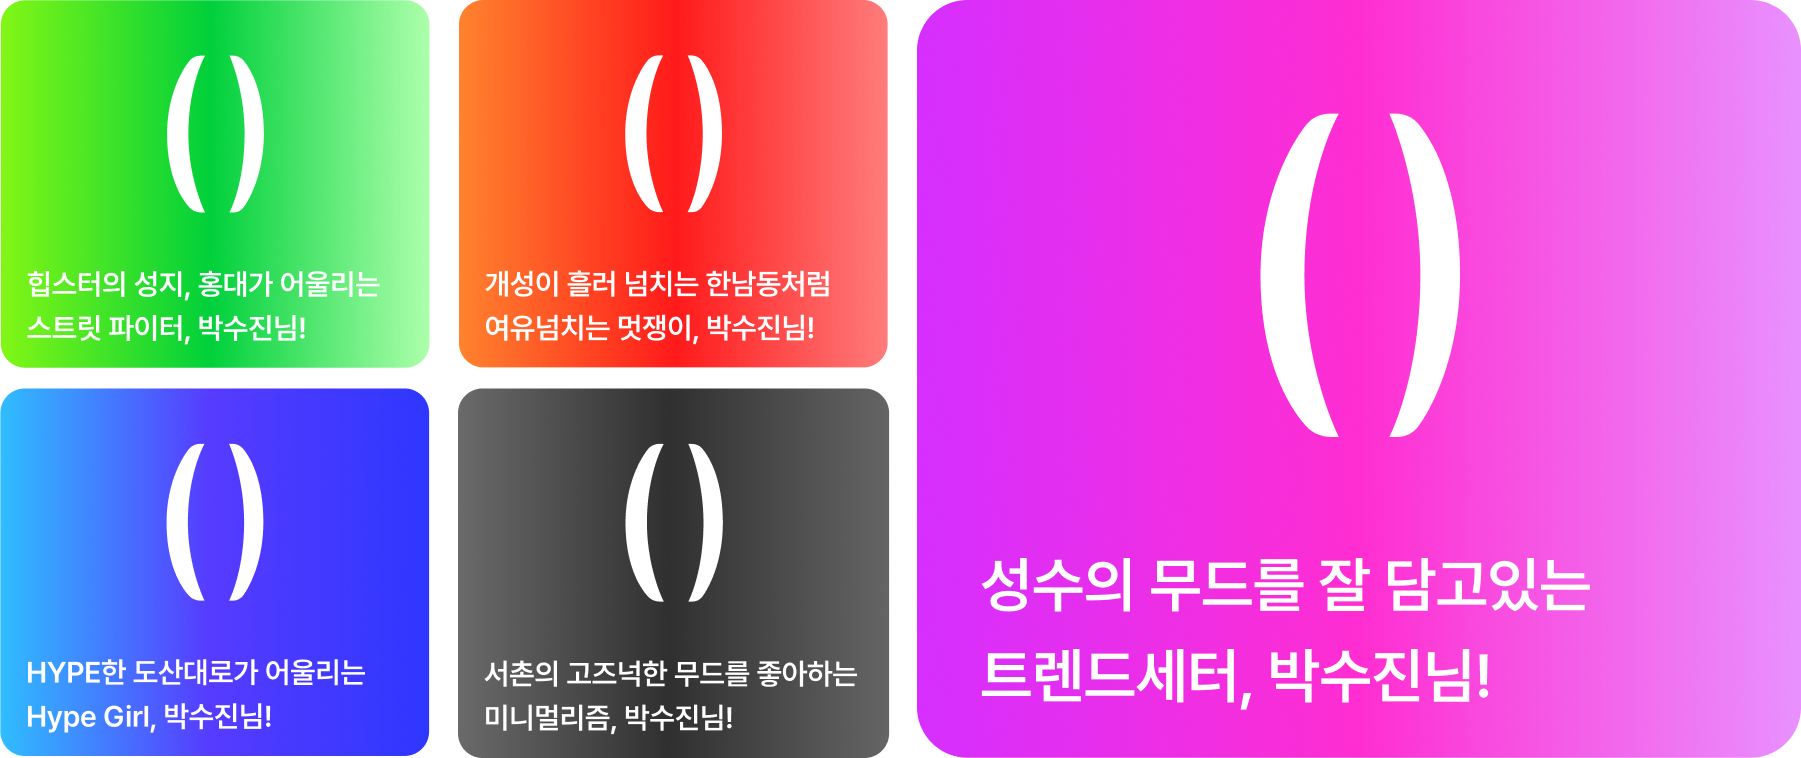 ()
힙스터의 성지, 홍대가 어울리는
스트릿 파이터, 박수진님!
()
개성이 흘러 넘치는 한남동처럼
여유넘치는 멋쟁이, 박수진님!
()
HYPE한 도산대로가 어울리는
Hype Girl, 박수진님!
()
서촌의 고즈넉한 무드를 좋아하는
미니멀리즘, 박수진님!
()
성수의 무드를 잘 담고있는
트렌드세터, 박수진님!